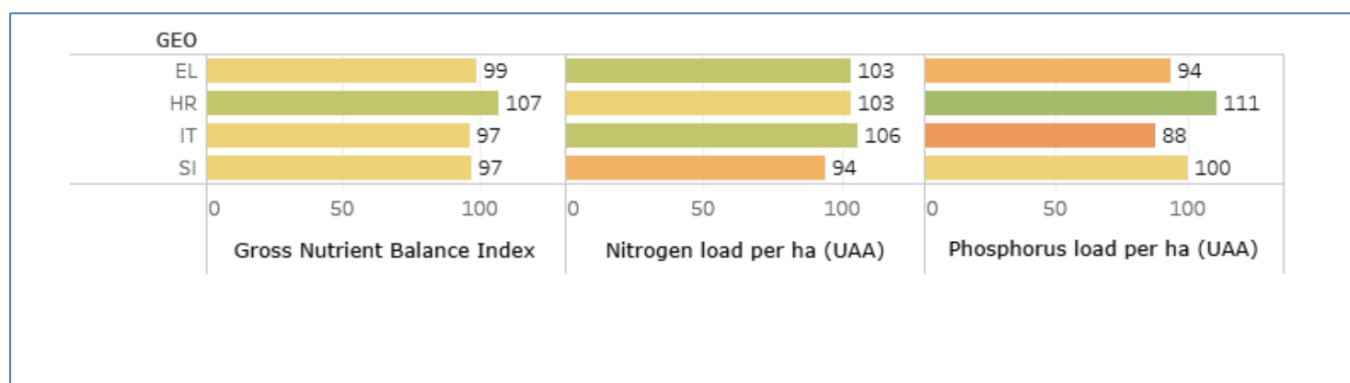 GEO
EL 99 103 94
HR 107 103 111
IT 97 106 88
SI 97 94 100
0 50 100 0 50 100 0 50 100
Gross Nutrient Balance Index Nitrogen load per ha (UAA) Phosphorus load per ha (UAA)